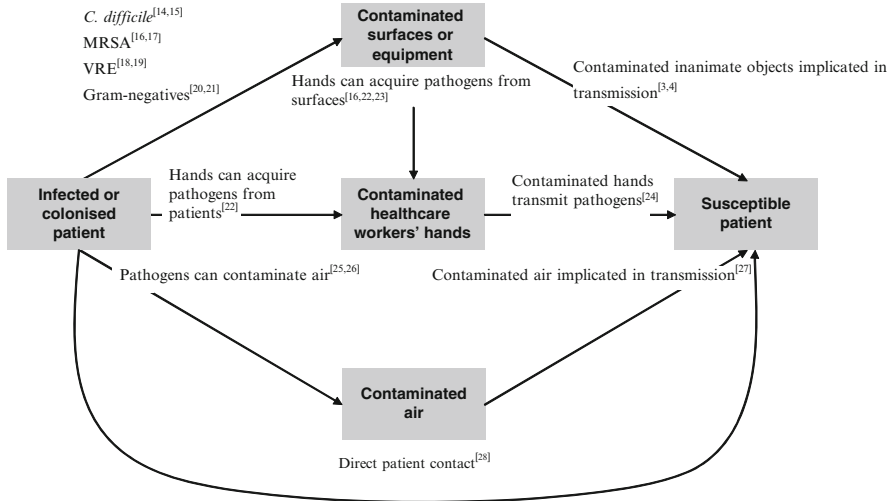 C. difficile[14,15]
MRSA[16,17]
VRE[18,19]
Gram-negatives[20,21]
Contaminated
surfaces or
equipment
Hands can acquire pathogens from
surfaces[16,22,23]
Contaminated inanimate objects implicated in
transmission[3,4]
Infected or
colonised
patient
Hands can acquire
pathogens from
patients[22]
Contaminated
healthcare
workers' hands
Contaminated hands
transmit pathogens[24]
Susceptible
patient
Pathogens can contaminate air[25,26]
Contaminated air implicated in transmission[27]
Contaminated
air
Direct patient contact[28]